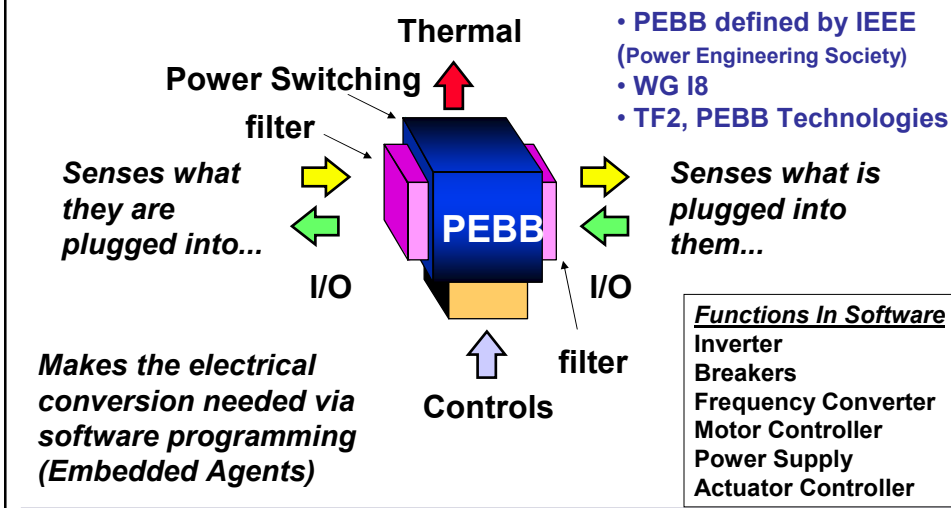 Thermal
Power Switching
filter
• PEBB defined by IEEE
(Power Engineering Society)
• WG I8
• TF2, PEBB Technologies
Senses what
they are
plugged into...
I/O
PEBB
Senses what is
plugged into
them...
I/O
filter
Controls
Makes the electrical
conversion needed via
software programming
(Embedded Agents)
Functions In Software
Inverter
Breakers
Frequency Converter
Motor Controller
Power Supply
Actuator Controller